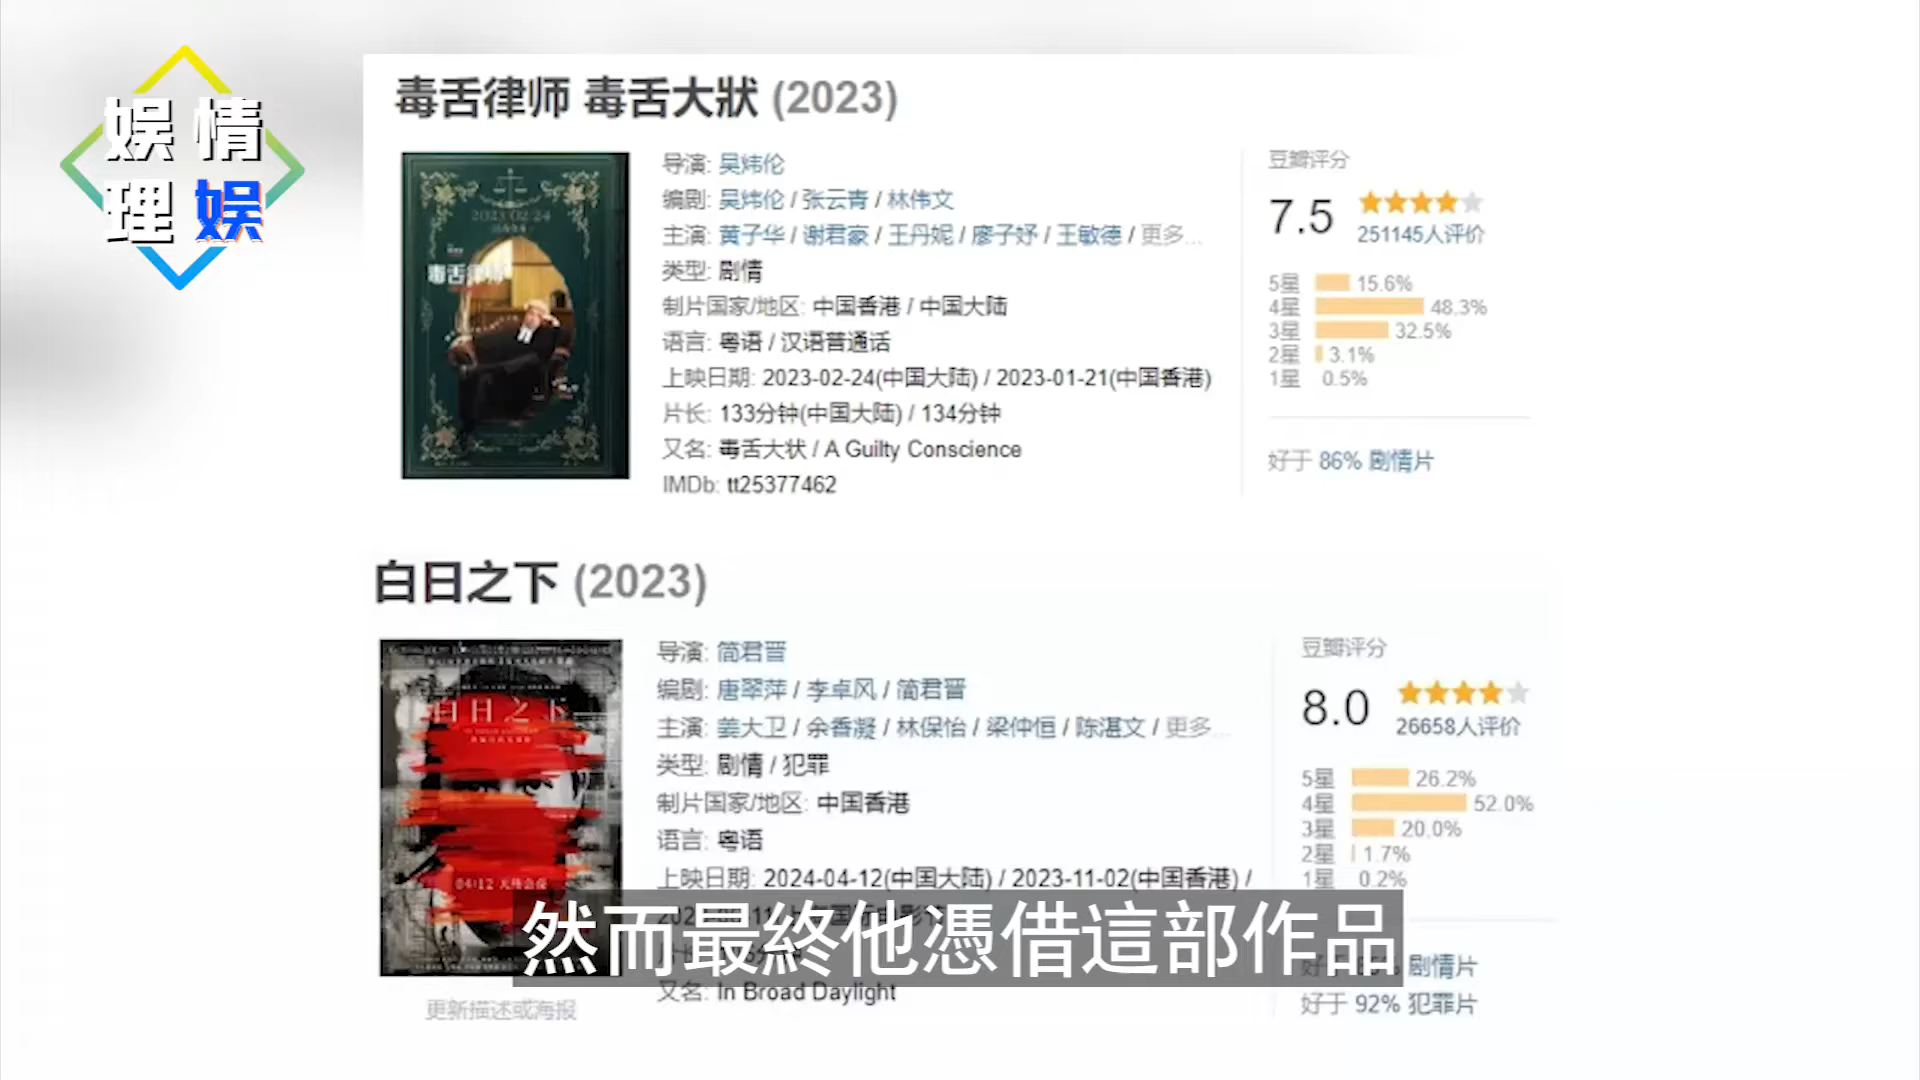 娱情
理娱
毒舌律师 毒舌大狀 (2023)
2023/02/24
毒舌律师
导演: 吴炜伦
编剧: 吴炜伦 / 张云青 / 林伟文
主演: 黄子华 / 谢君豪 / 王丹妮 / 廖子妤 / 王敏德 / 更多...
类型: 剧情
制片国家/地区: 中国香港 / 中国大陆
语言: 粤语 / 汉语普通话
上映日期: 2023-02-24(中国大陆) / 2023-01-21(中国香港)
片长: 133分钟(中国大陆) / 134分钟
又名: 毒舌大状 / A Guilty Conscience
IMDb: tt25377462
豆瓣评分
7.5
251145人评价
5星 15.6%
4星 48.3%
3星 32.5%
2星 3.1%
1星 0.5%
好于 86% 剧情片
白日之下 (2023)
白日之下
04/12
更新描述或海报
导演: 简君晋
编剧: 唐翠萍 / 李卓风 / 简君晋
主演: 姜大卫 / 余香凝 / 林保怡 / 梁仲恒 / 陈湛文 / 更多...
类型: 剧情 / 犯罪
制片国家/地区: 中国香港
语言: 粤语
上映日期: 2024-04-12(中国大陆) / 2023-11-02(中国香港) /
又名: In Broad Daylight
豆瓣评分
8.0
26658人评价
5星 26.2%
4星 52.0%
3星 20.0%
2星 1.7%
1星 0.2%
剧情片
好于 92% 犯罪片
然而最終他憑借這部作品